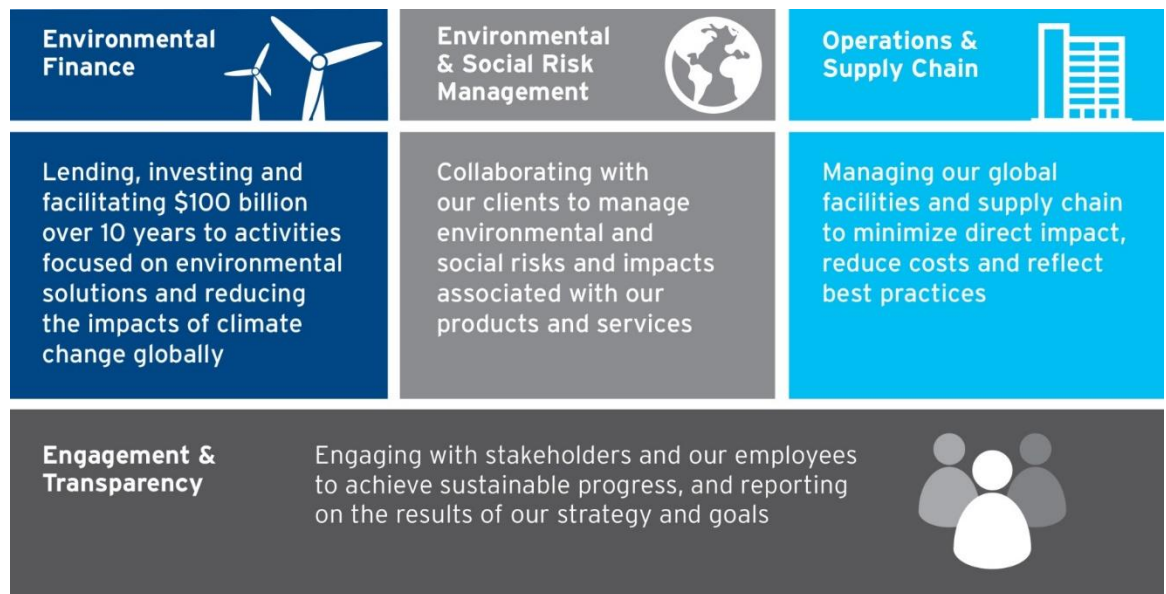 Environmental
Finance
Lending, investing and
facilitating $100 billion
over 10 years to activities
focused on environmental
solutions and reducing
the impacts of climate
change globally
Environmental
& Social Risk
Management
Collaborating with
our clients to manage
environmental and
social risks and impacts
associated with our
products and services
Operations &
Supply Chain
Managing our global
facilities and supply chain
to minimize direct impact,
reduce costs and reflect
best practices
Engagement &
Transparency
Engaging with stakeholders and our employees
to achieve sustainable progress, and reporting
on the results of our strategy and goals